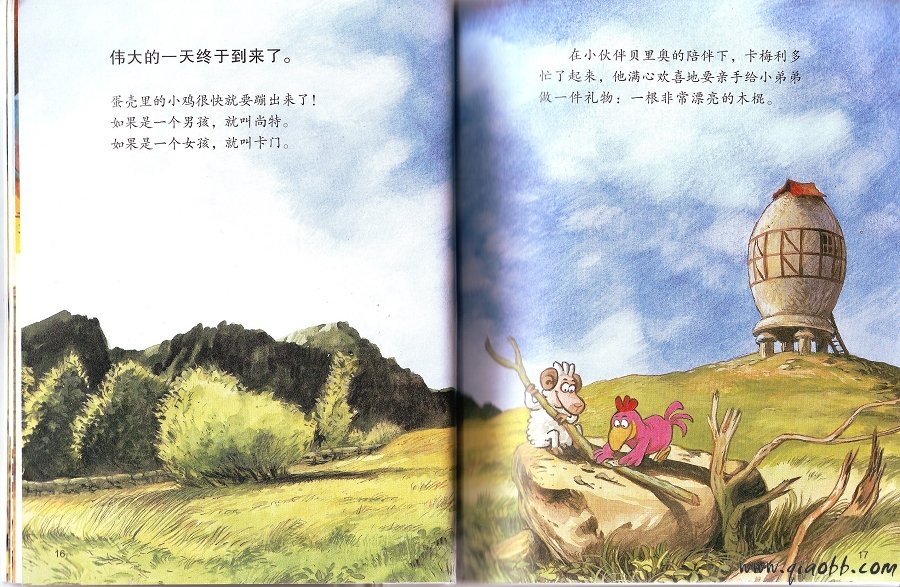 伟大的一天终于到来了。
蛋壳里的小鸡很快就要蹦出来了！
如果是一个男孩，就叫尚特。
如果是一个女孩，就叫卡门。
16
在小伙伴贝里奥的陪伴下，卡梅利多
忙了起来，他满心欢喜地要亲手给小弟弟
做一件礼物：一根非常漂亮的木棍。
17
www.qiaobb.com